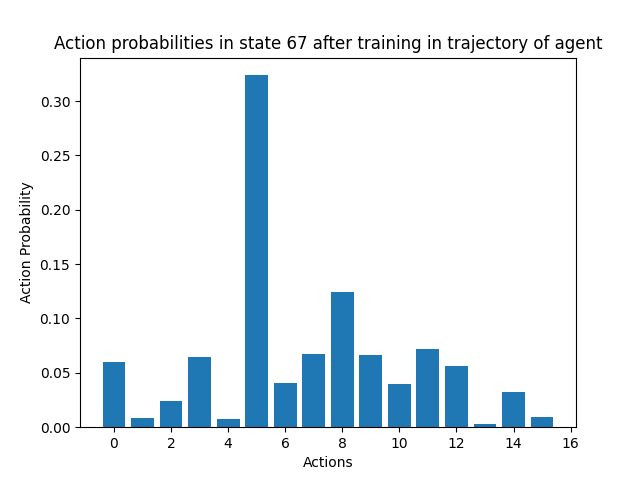 Action probabilities in state 67 after training in trajectory of agent
0.30
0.25
0.20
0.15
0.10
0.05
0.00
Action Probability
0 2 4 6 8 10 12 14 16
Actions